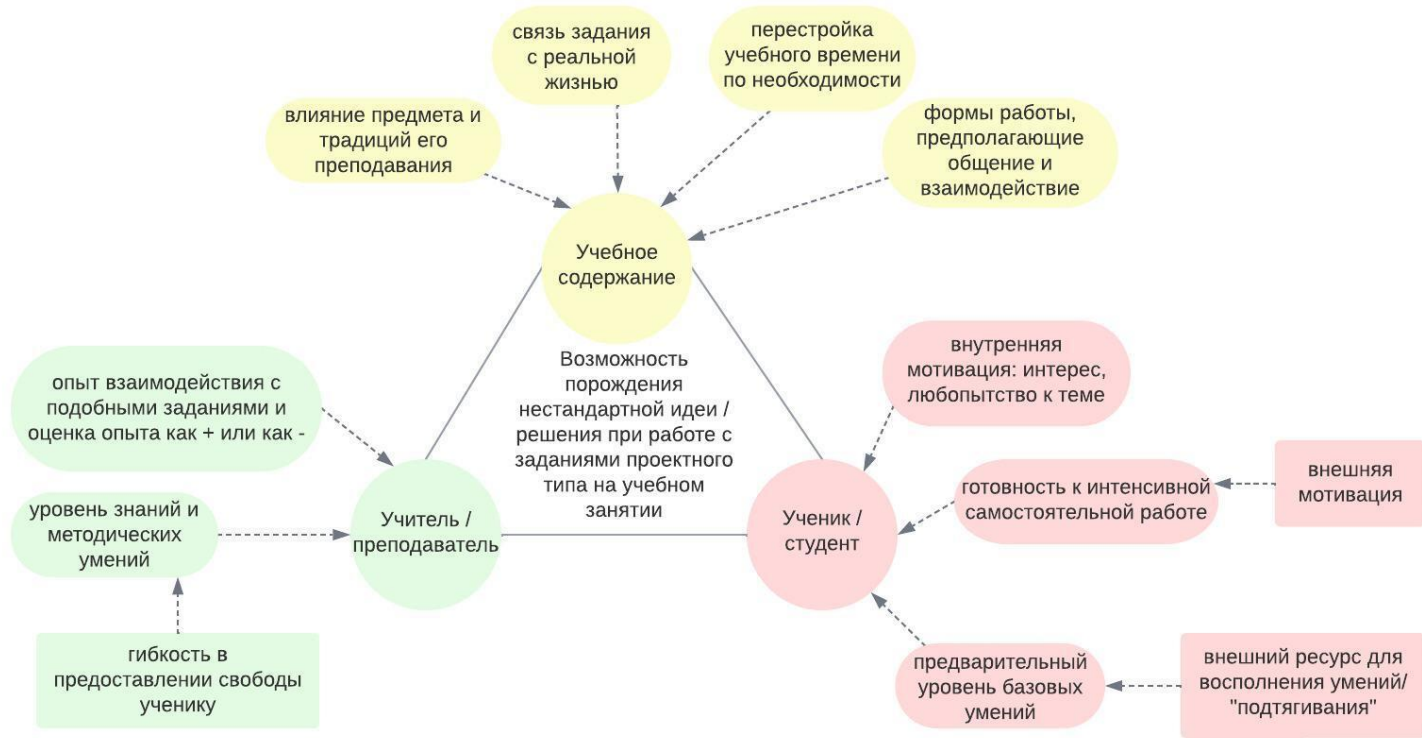 связь задания
с реальной
жизнью
перестройка
учебного времени
по необходимости
влияние предмета и
традиций его
преподавания
формы работы,
предполагающие
общение и
взаимодействие
Учебное
содержание
Возможность
порождения
нестандартной идеи /
решения при работе с
заданиями проектного
типа на учебном
занятии
опыт взаимодействия с
подобными заданиями и
оценка опыта как + или как -
уровень знаний и
методических
умений
гибкость в
предоставлении свободы
ученику
Учитель /
преподаватель
Ученик /
студент
внутренняя
мотивация: интерес,
любопытство к теме
готовность к интенсивной
самостоятельной работе
внешняя
мотивация
предварительный
уровень базовых
умений
внешний ресурс для
восполнения умений/
"подтягивания"